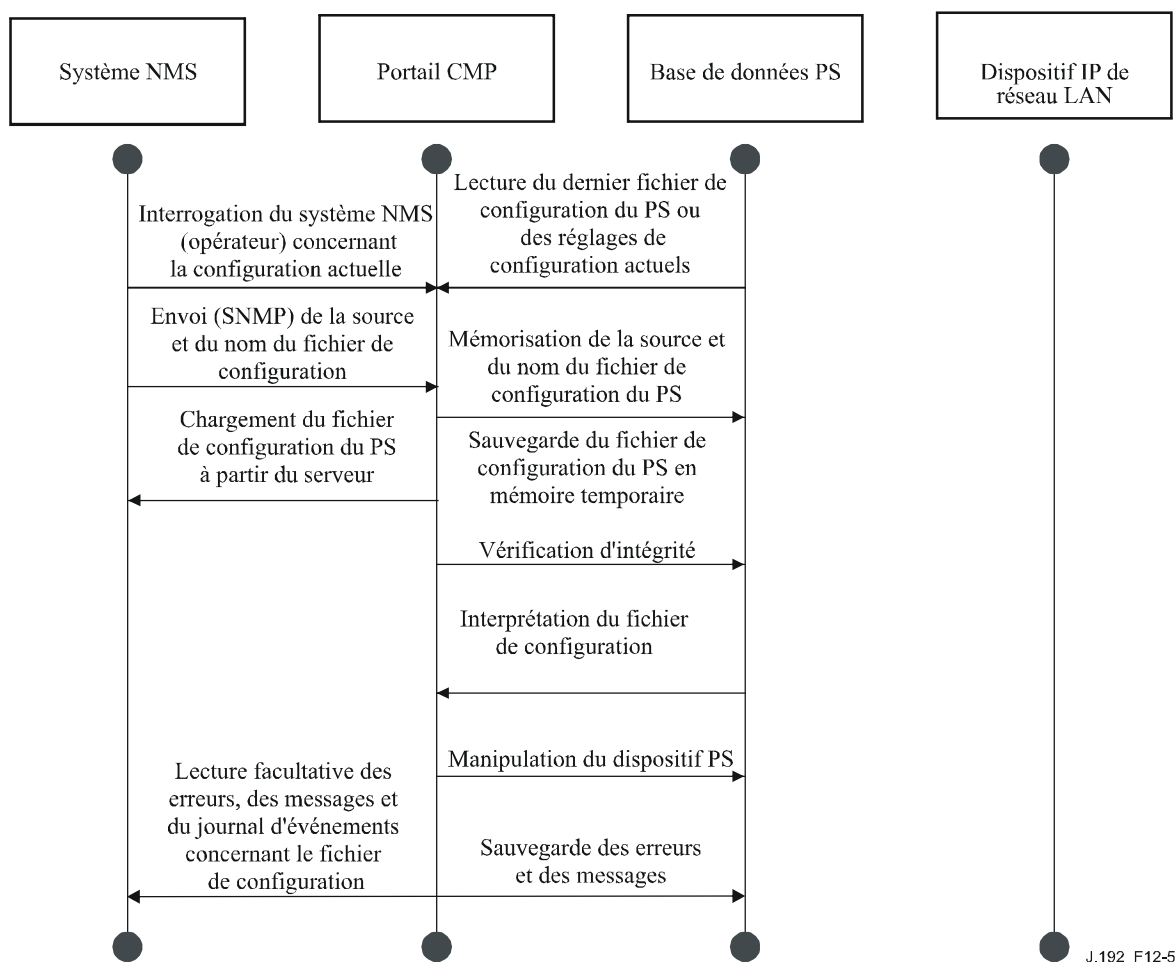 Système NMS
Portail CMP
Base de données PS
Dispositif IP de
réseau LAN
Interrogation du système NMS
(opérateur) concernant
la configuration actuelle
Lecture du dernier fichier de
configuration du PS ou
des réglages de
configuration actuels
Envoi (SNMP) de la source
et du nom du fichier de
configuration
Mémorisation de la source et
du nom du fichier de
configuration du PS
Chargement du fichier
de configuration du PS
à partir du serveur
Sauvegarde du fichier de
configuration du PS en
mémoire temporaire
Vérification d'intégrité
Interprétation du fichier
de configuration
Manipulation du dispositif PS
Lecture facultative des
erreurs, des messages et
du journal d'événements
concernant le fichier
de configuration
Sauvegarde des erreurs
et des messages
J.192_F12-5